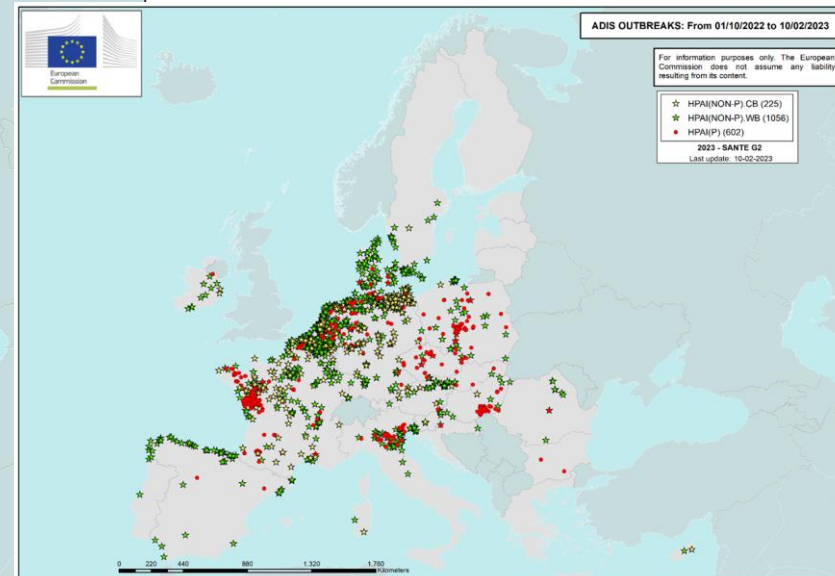 European
Commission
ADIS OUTBREAKS: From 01/10/2022 to 10/02/2023
For information purposes only. The European
Commission does not assume any liability
resulting from its content.
HPAI(NON-P).CB (225)
HPAI(NON-P).WB (1056)
HPAI(P) (602)
2023 - SANTE G2
Last update: 10-02-2023
0 220 440 880 1.320 1.760
Kilometers